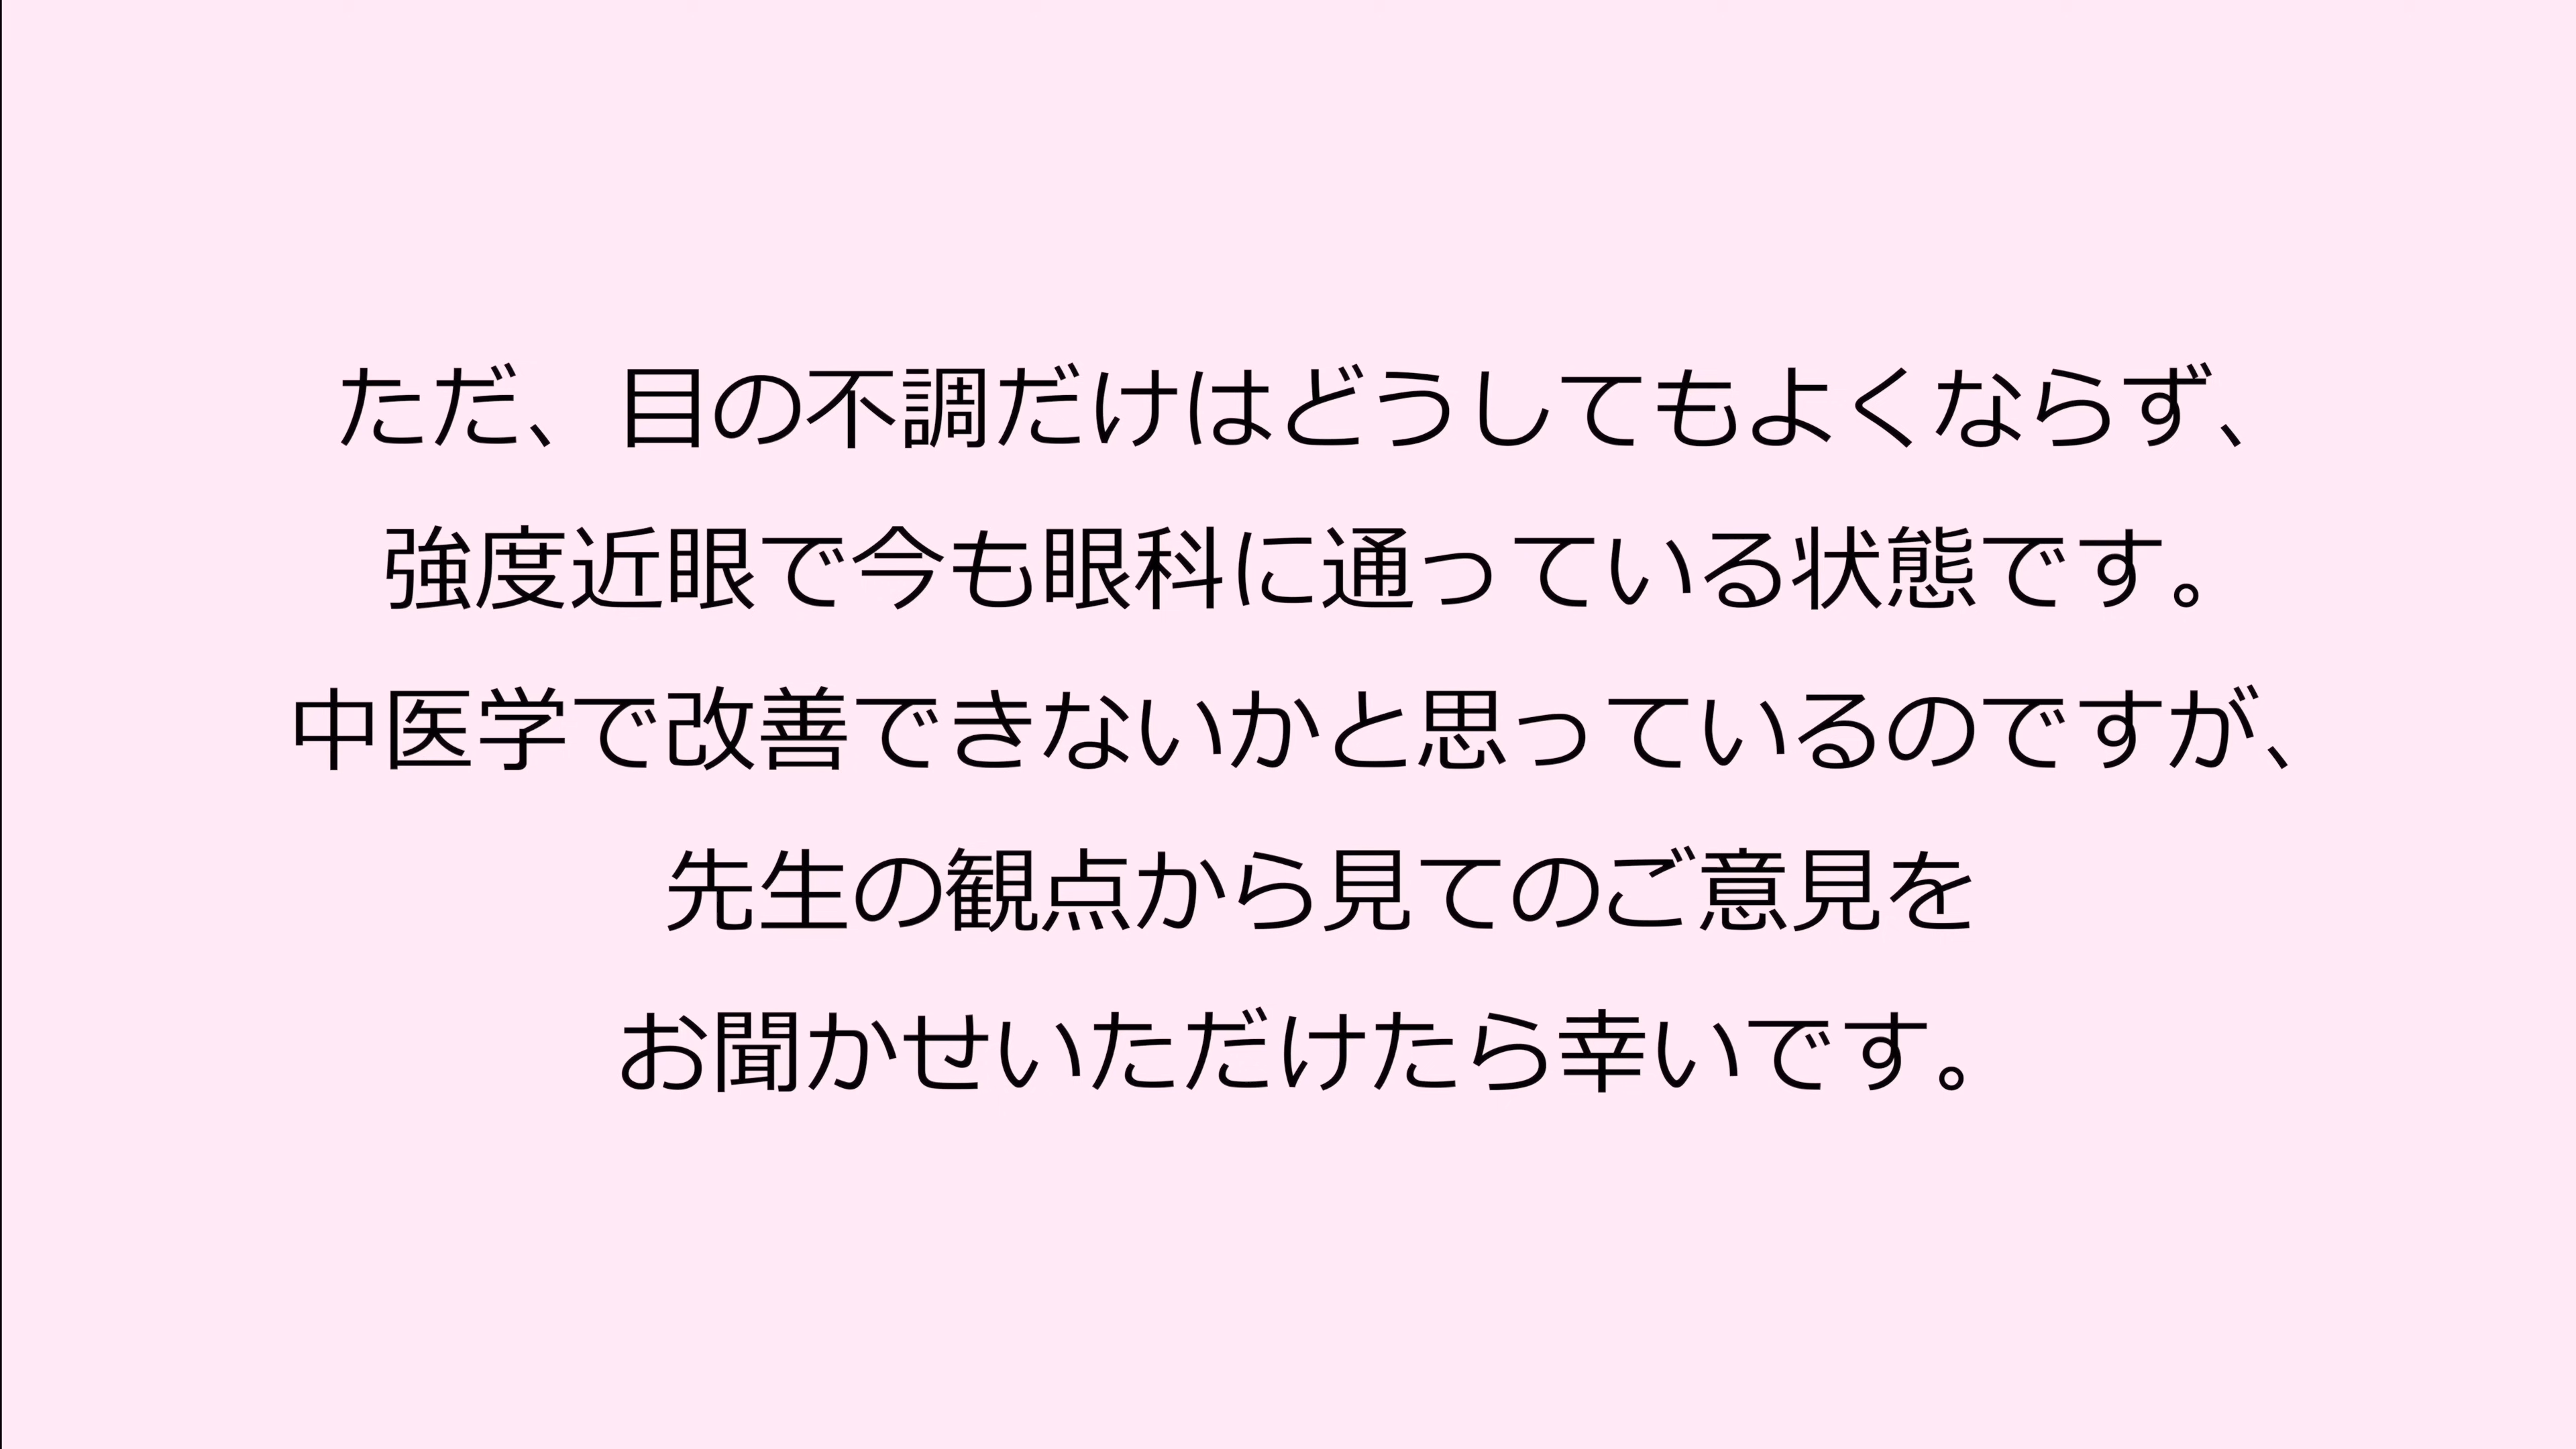 ただ、目の不調だけはどうしてもよくならず、
強度近眼で今も眼科に通っている状態です。
中医学で改善できないかと思っているのですが、
先生の観点から見てのご意見を
お聞かせいただけたら幸いです。